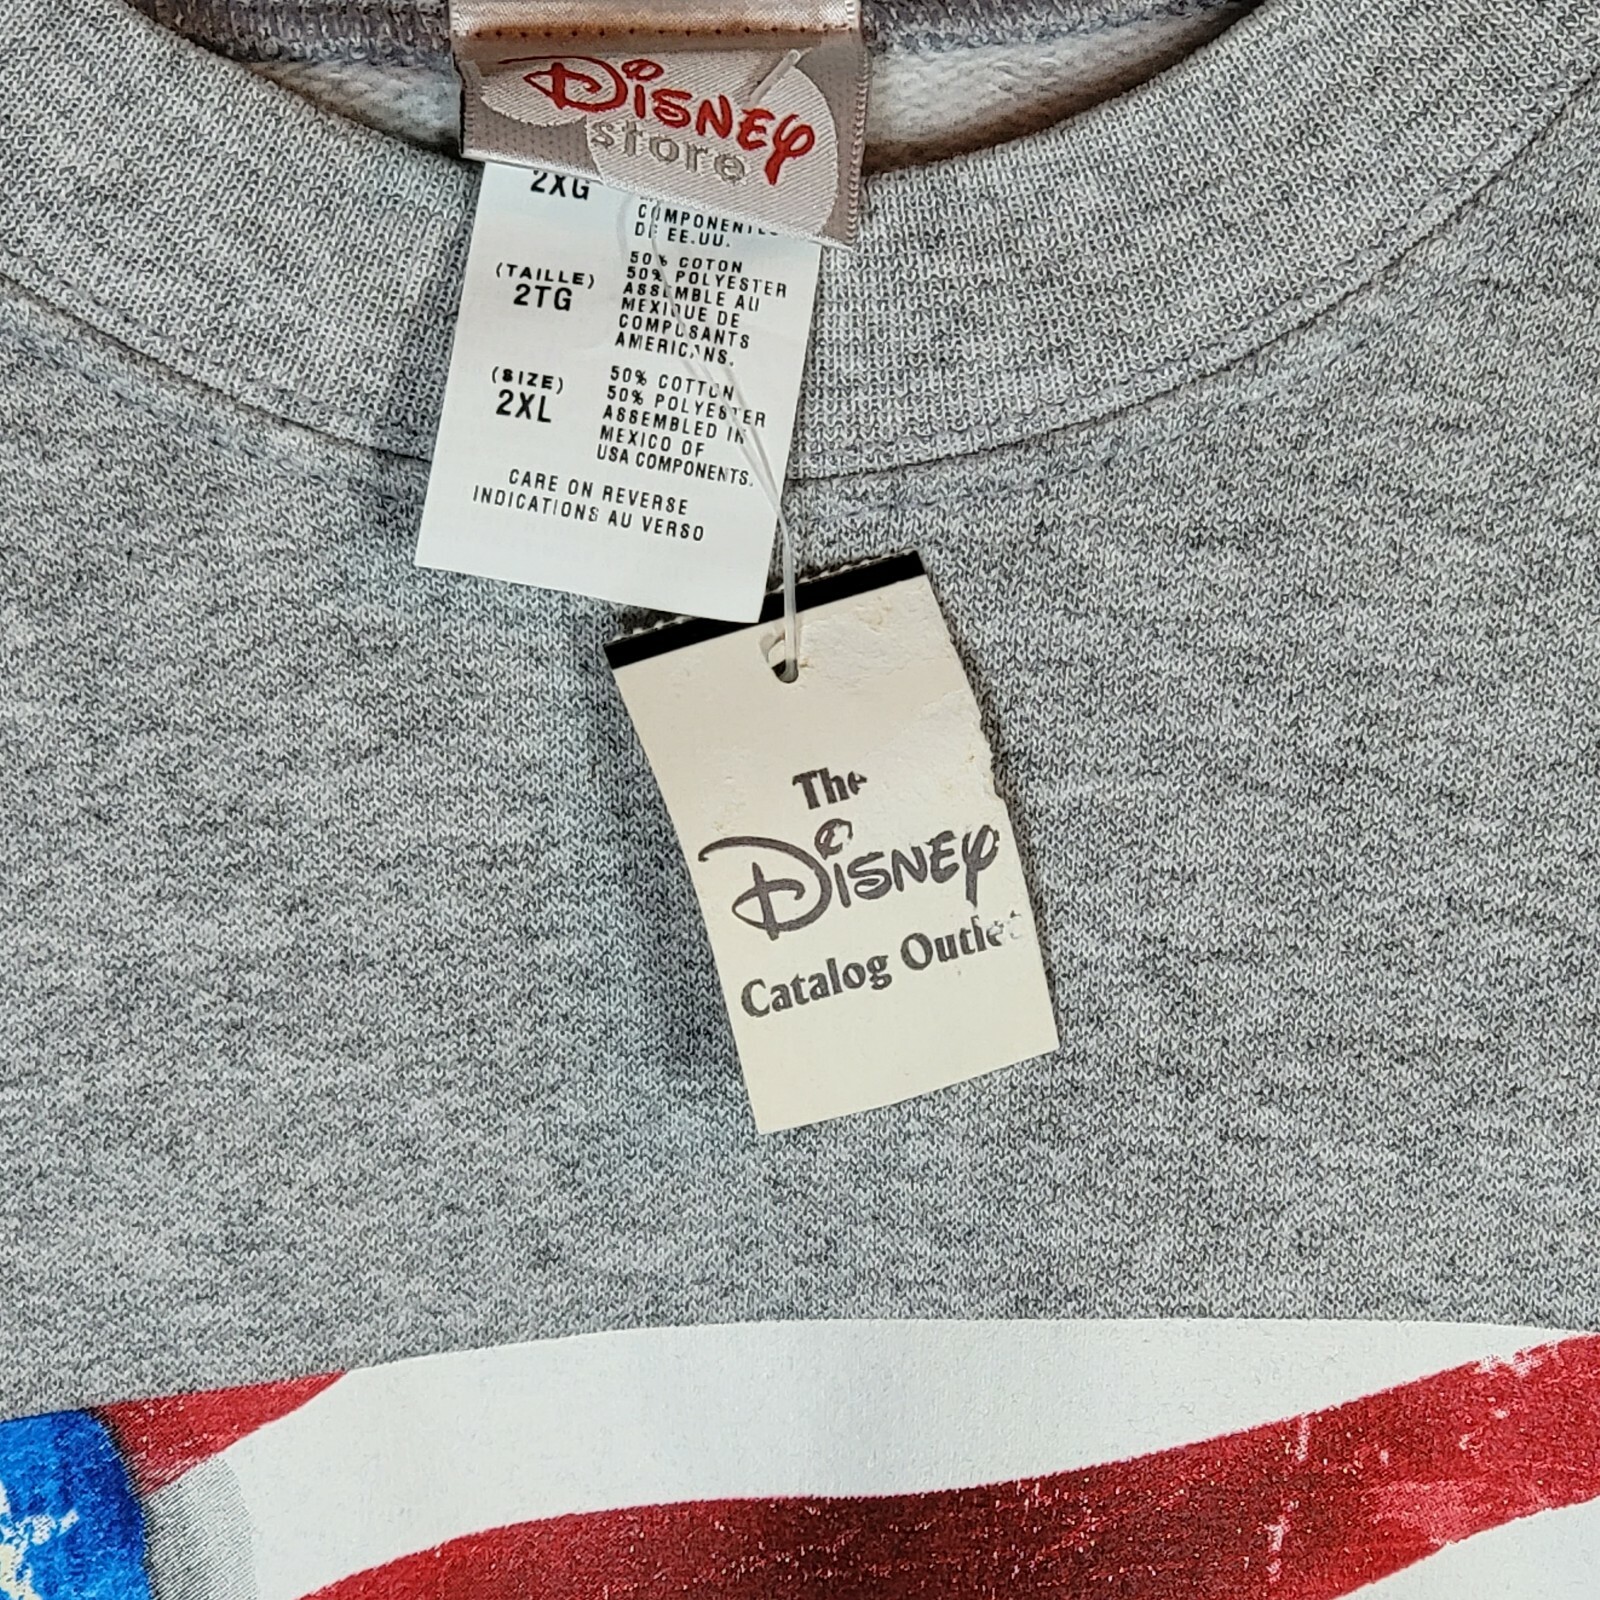 Disney
store
2XG
DE EE.UU.
(TAILLE)
2TG
50% COTON
50% POLYESTER
ASSEMBLE AU
MEXIQUE DE
COMPOSANTS
AMERICANS.
(SIZE)
2XL
50% COTTON
50% POLYESTER
ASSEMBLED IN
MEXICO OF
USA COMPONENTS.
CARE ON REVERSE
INDICATIONS AU VERSO
The
Disney
Catalog Outlet